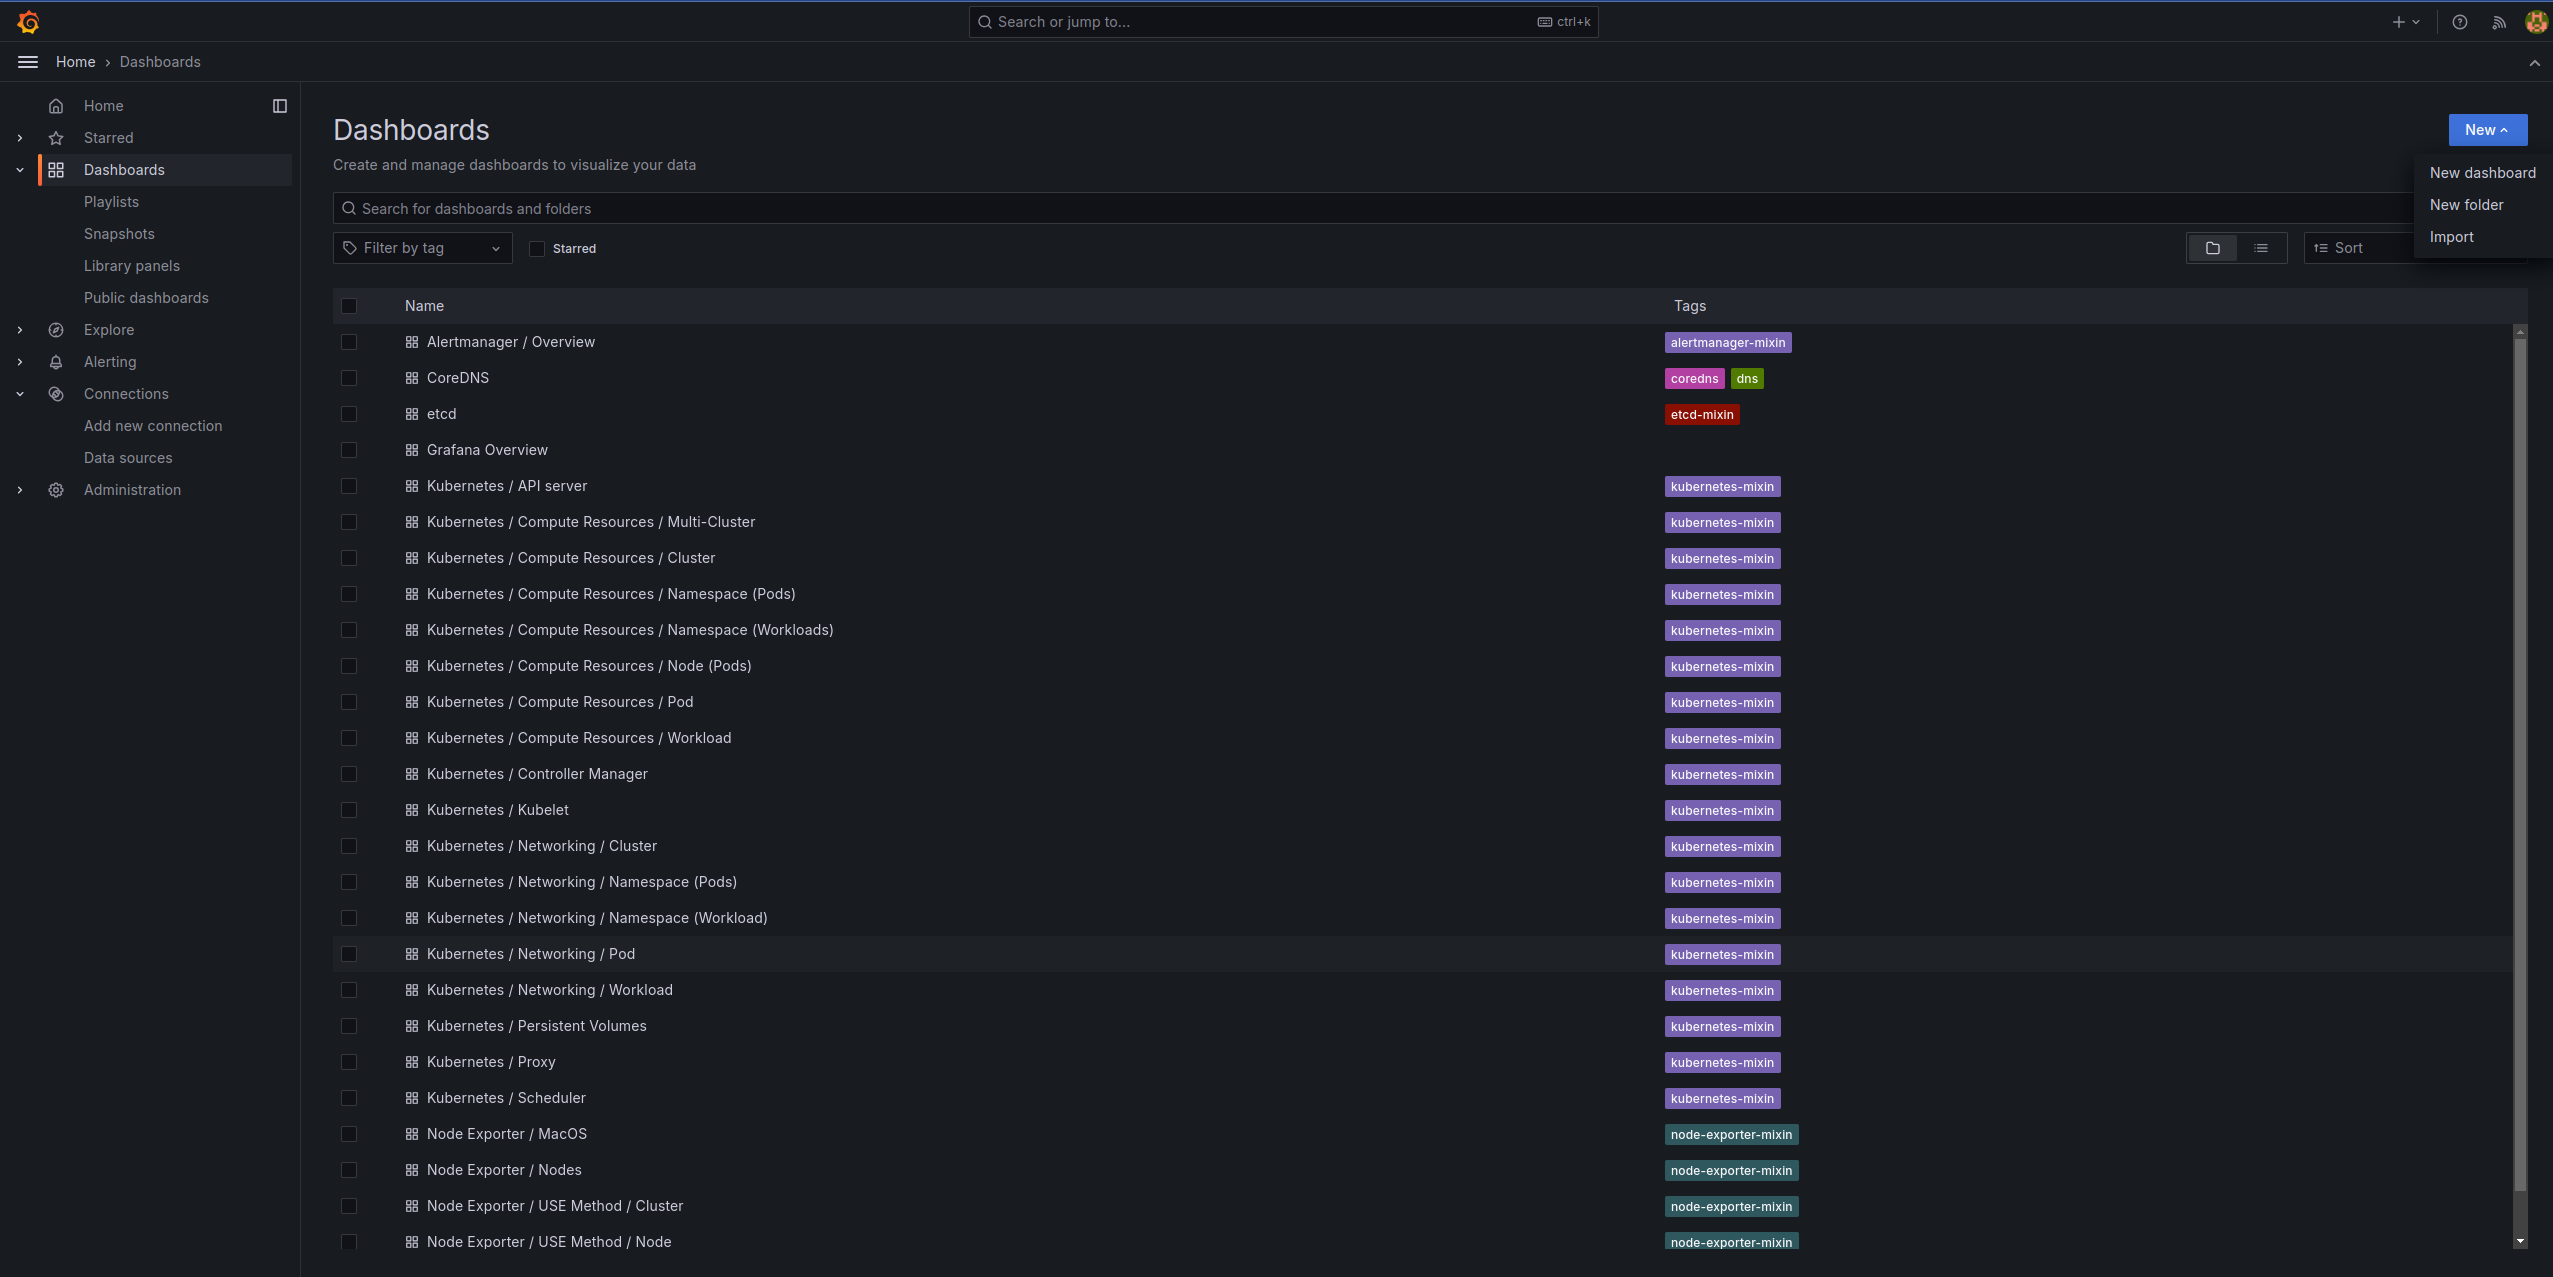 Search or jump to...
ctrl+k
Home
Dashboards
Home
Starred
Dashboards
Playlists
Snapshots
Library panels
Public dashboards
Explore
Alerting
Connections
Add new connection
Data sources
Administration
Dashboards
Create and manage dashboards to visualize your data
New
New dashboard
New folder
Import
Search for dashboards and folders
Filter by tag
Starred
Sort
Name Tags
Alertmanager / Overview alertmanager-mixin
CoreDNS coredns dns
etcd etcd-mixin
Grafana Overview
Kubernetes / API server kubernetes-mixin
Kubernetes / Compute Resources / Multi-Cluster kubernetes-mixin
Kubernetes / Compute Resources / Cluster kubernetes-mixin
Kubernetes / Compute Resources / Namespace (Pods) kubernetes-mixin
Kubernetes / Compute Resources / Namespace (Workloads) kubernetes-mixin
Kubernetes / Compute Resources / Node (Pods) kubernetes-mixin
Kubernetes / Compute Resources / Pod kubernetes-mixin
Kubernetes / Compute Resources / Workload kubernetes-mixin
Kubernetes / Controller Manager kubernetes-mixin
Kubernetes / Kubelet kubernetes-mixin
Kubernetes / Networking / Cluster kubernetes-mixin
Kubernetes / Networking / Namespace (Pods) kubernetes-mixin
Kubernetes / Networking / Namespace (Workload) kubernetes-mixin
Kubernetes / Networking / Pod kubernetes-mixin
Kubernetes / Networking / Workload kubernetes-mixin
Kubernetes / Persistent Volumes kubernetes-mixin
Kubernetes / Proxy kubernetes-mixin
Kubernetes / Scheduler kubernetes-mixin
Node Exporter / MacOS node-exporter-mixin
Node Exporter / Nodes node-exporter-mixin
Node Exporter / USE Method / Cluster node-exporter-mixin
Node Exporter / USE Method / Node node-exporter-mixin